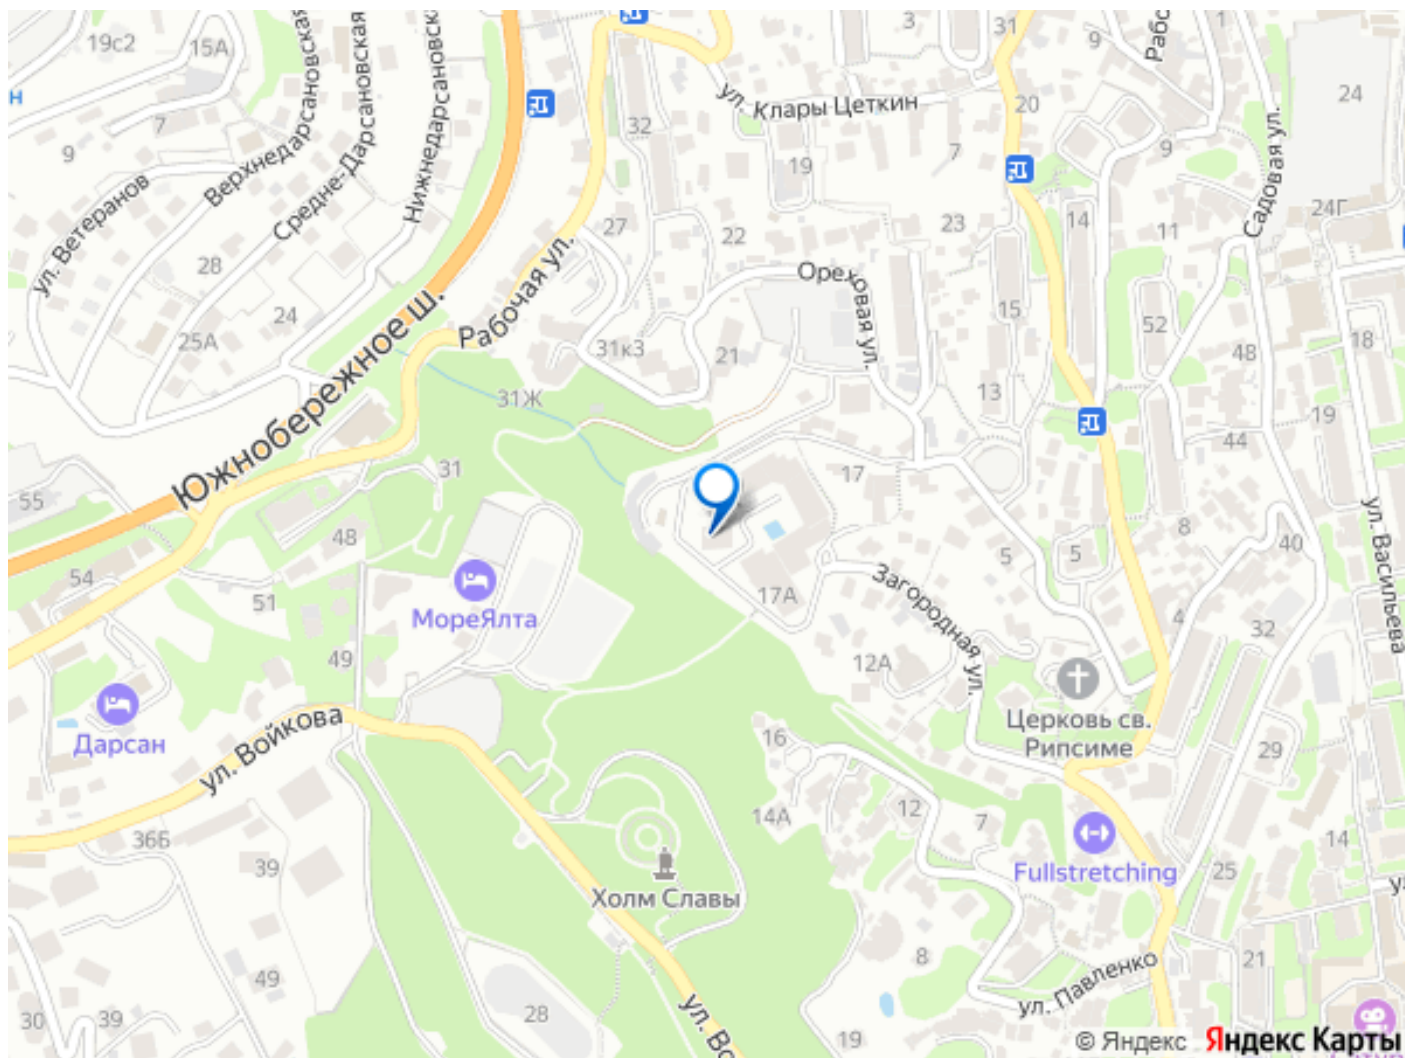 19с2
15А
н
7
9
Верхнедарсановская
Средне-Дарсановская
Нижнедарсановска
ул. Ветеранов
28
24
25А
Южнобережное ш.
Рабочая ул.
32
27
ул. Клары Цеткин
3
31
9
1
Рабо
24
20
19
7
9
Садовая ул.
24Г
23
14
11
22
Ореховая ул.
15
52
18
48
31к3
21
13
19
31Ж
44
17
31
55
8
ул. Васильева
48
5
5
40
54
51
МореЯлта
17А
Загородная ул.
4
32
49
12А
Церковь св.
Рипсиме
Дарсан
ул. Войкова
16
29
14А
12
7
14
36Б
39
Fullstretching
25
Холм Славы
49
8
ул. Павленко
21
28
30
39
19
ул. Во
© Яндекс
Яндекс Карты